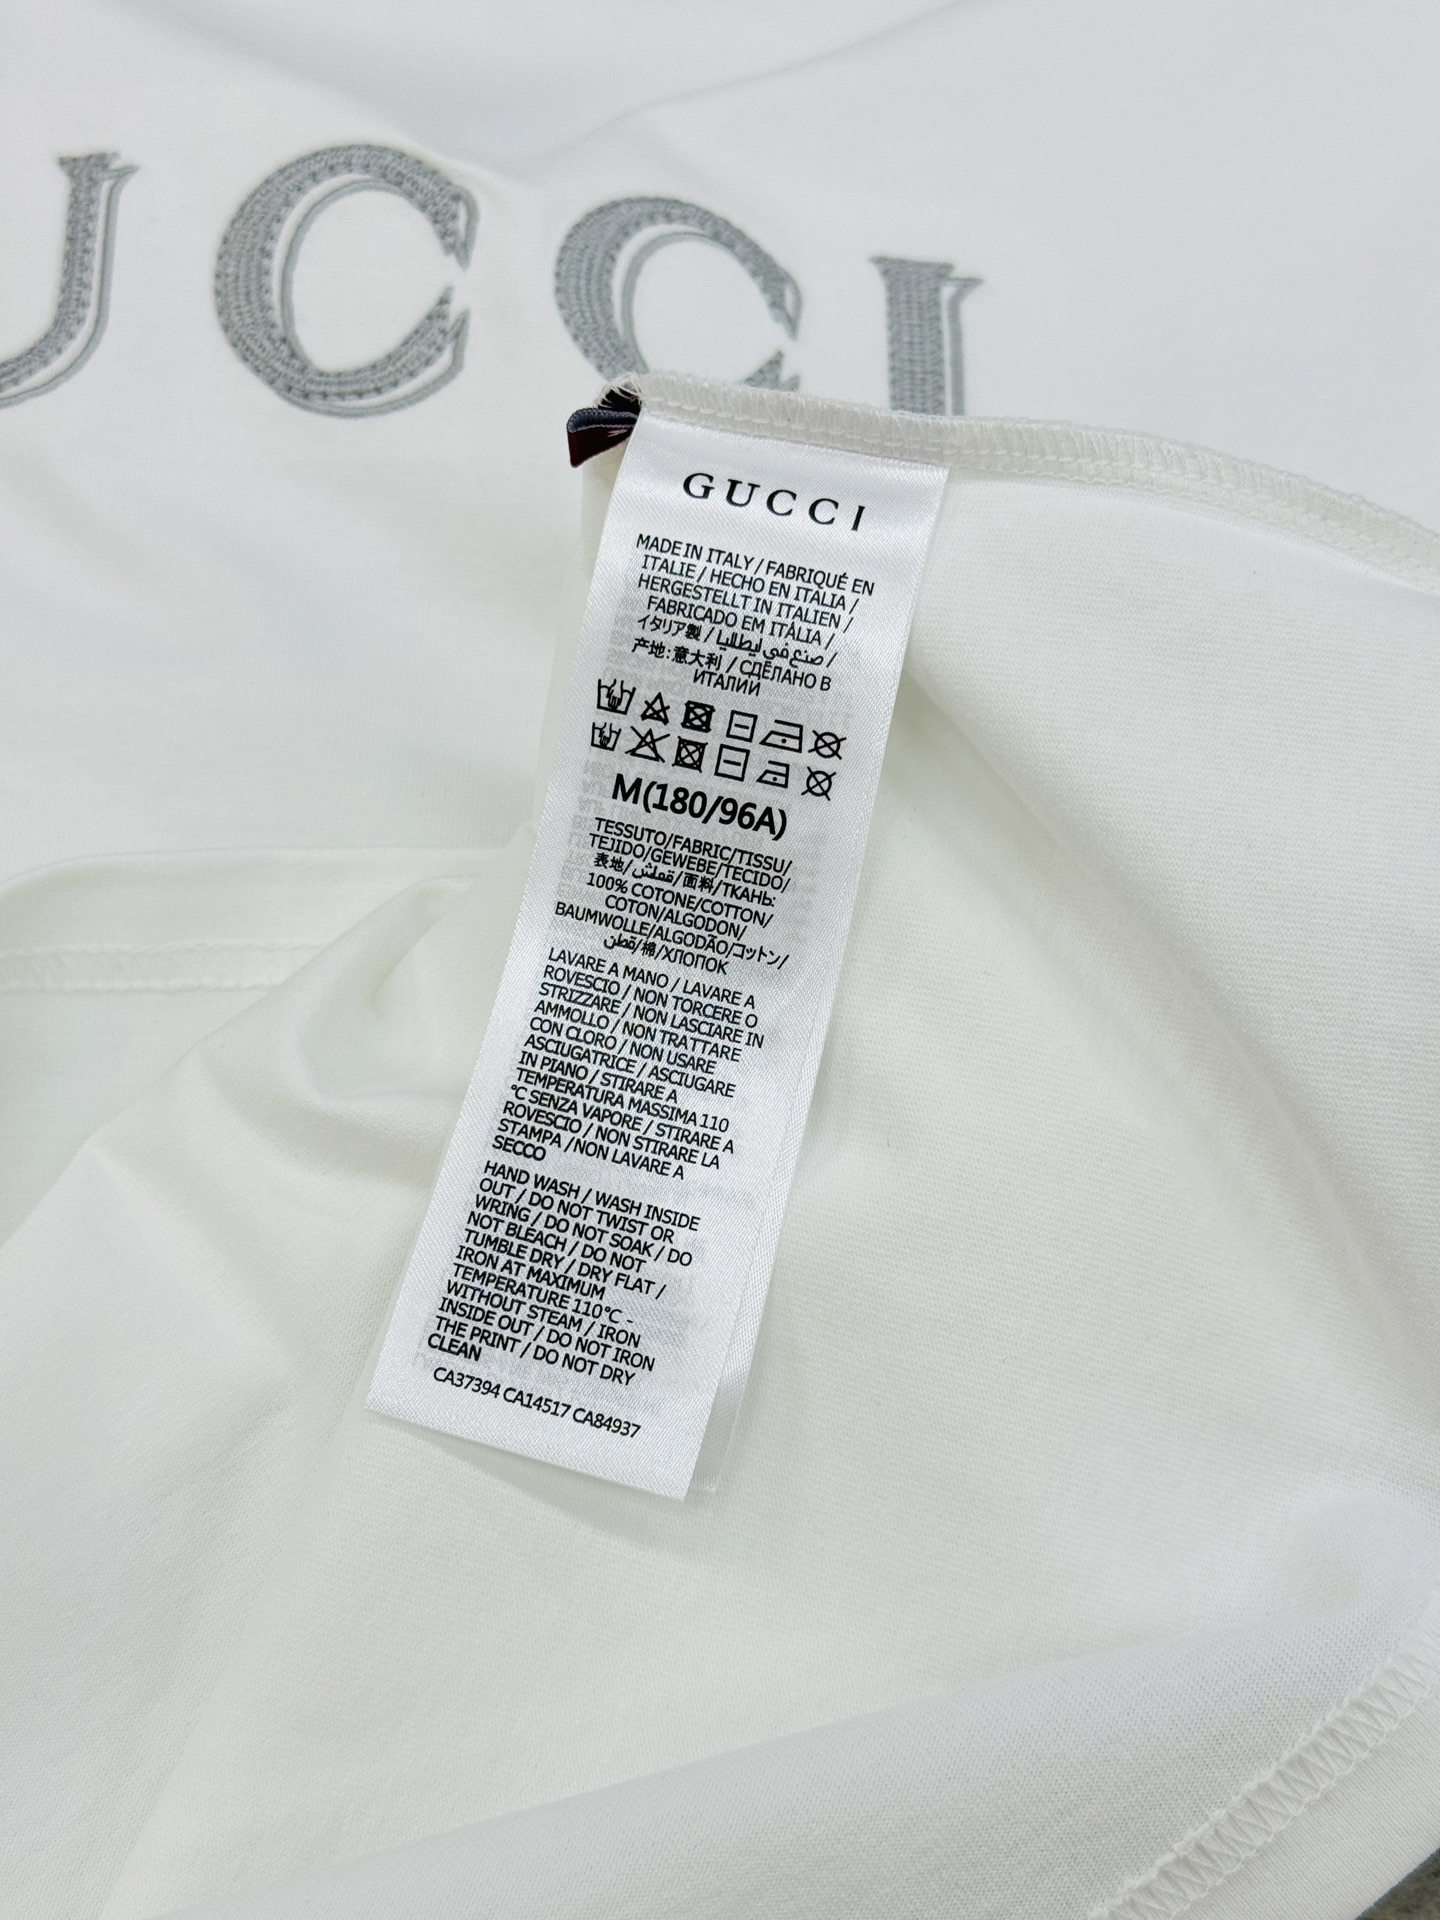 UCCI
GUCCI
MADE IN ITALY / FABRIQUÉ EN
ITALIE / HECHO EN ITALIA /
HERGESTELLT IN ITALIEN /
FABRICADO EM ITÁLIA /
イタリア製 / صنع في ايطاليا /
产地:意大利 / СДЕЛАНО В
ИТАЛИИ
M(180/96A)
TESSUTO/FABRIC/TISSU/
TEJIDO/GEWEBE/TECIDO/
表地/قماش/面料/ТКАНЬ:
100% COTONE/COTTON/
COTON/ALGODON/
BAUMWOLLE/ALGODÃO/コットン/
قطن/棉/ХЛОПОК
LAVARE A MANO / LAVARE A
ROVESCIO / NON TORCERE O
STRIZZARE / NON LASCIARE IN
AMMOLLO / NON TRATTARE
CON CLORO / NON USARE
ASCIUGATRICE / ASCIUGARE
IN PIANO / STIRARE A
TEMPERATURA MASSIMA 110
°C SENZA VAPORE / STIRARE A
ROVESCIO / NON STIRARE LA
STAMPA / NON LAVARE A
SECCO
HAND WASH / WASH INSIDE
OUT / DO NOT TWIST OR
WRING / DO NOT SOAK / DO
NOT BLEACH / DO NOT
TUMBLE DRY / DRY FLAT /
IRON AT MAXIMUM
TEMPERATURE 110°C -
WITHOUT STEAM / IRON
INSIDE OUT / DO NOT IRON
THE PRINT / DO NOT DRY
CLEAN
CA37394 CA14517 CA84937